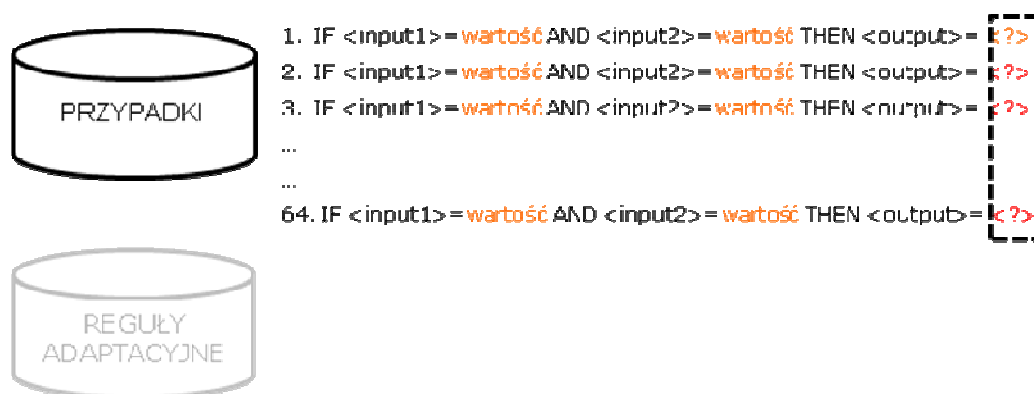 PRZYPADKI
1. IF <input1>=wartość AND <input2>=wartość THEN <output>= <?>
2. IF <input1>=wartość AND <input2>=wartość THEN <output>= <?>
3. IF <input1>=wartość AND <input2>=wartość THEN <output>= <?>
...
...
64. IF <input1>=wartość AND <input2>=wartość THEN <output>= <?>
REGUŁY
ADAPTACYJNE